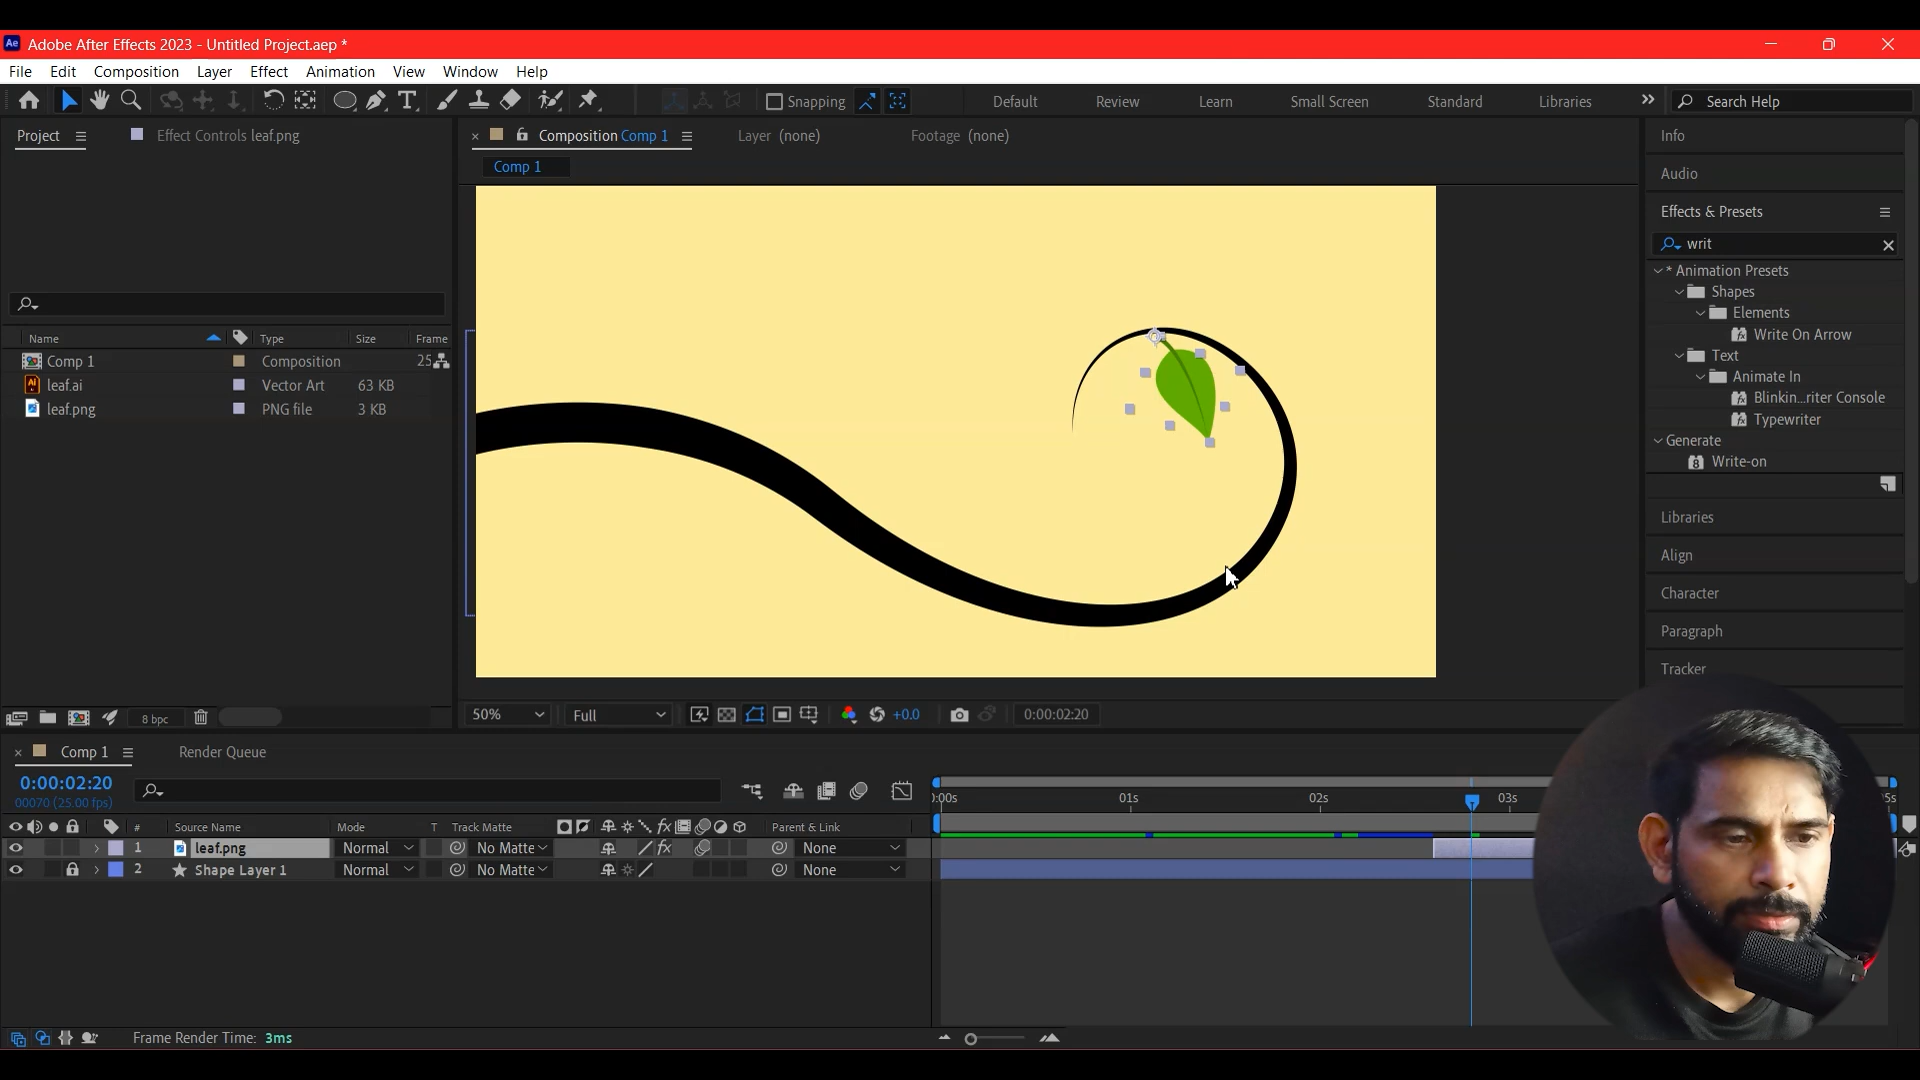 Ae Adobe After Effects 2023 - Untitled Project.aep *
File Edit Composition Layer Effect Animation View Window Help
Snapping Default Review Learn Small Screen Standard Libraries Search Help
Project Effect Controls leaf.png
Composition Comp 1 Layer (none) Footage (none)
Comp 1
Name Type Size Frame
Comp 1 Composition 25
leaf.ai Vector Art 63 KB
leaf.png PNG file 3 KB
8 bpc
50% Full +0.0 0:00:02:20
Info
Audio
Effects & Presets
writ
* Animation Presets
Shapes
Elements
Write On Arrow
Text
Animate In
Blinkin...riter Console
Typewriter
Generate
Write-on
Libraries
Align
Character
Paragraph
Tracker
Comp 1 Render Queue
0:00:02:20
00070 (25.00 fps)
):00s 01s 02s 03s 5s
# Source Name Mode T Track Matte Parent & Link
1 leaf.png Normal No Matte None
2 Shape Layer 1 Normal No Matte None
Frame Render Time: 3ms